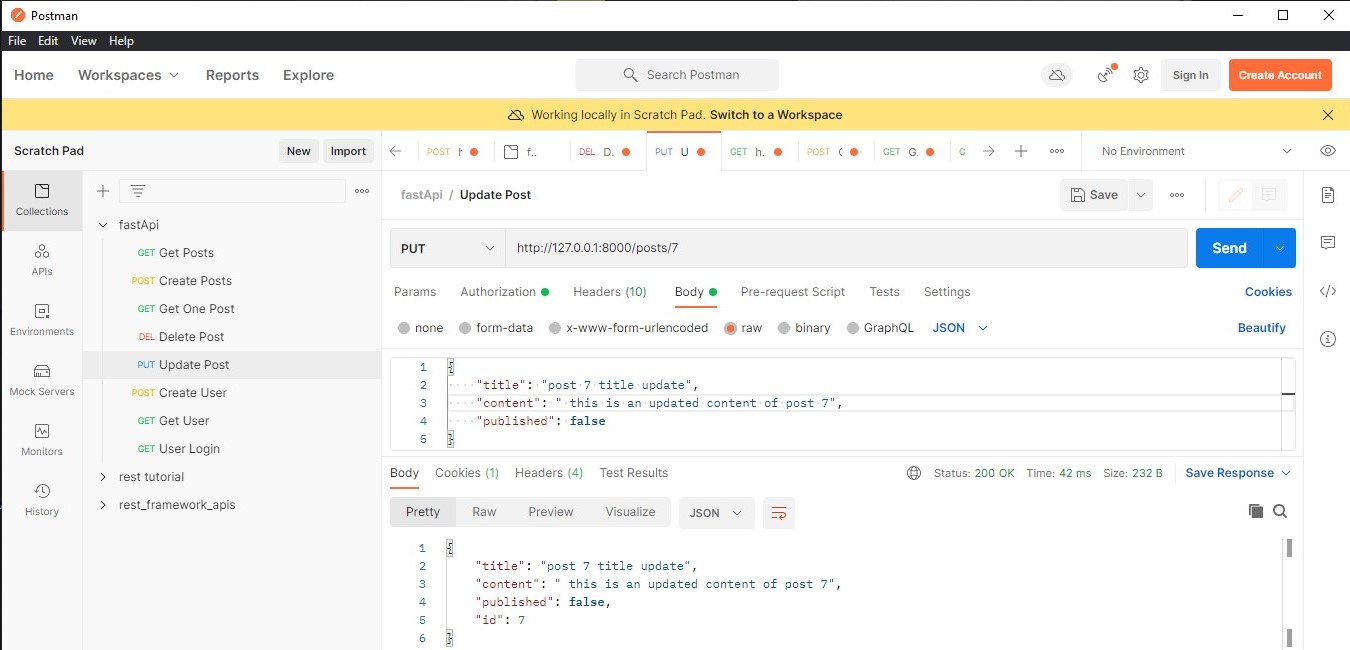 Postman
File Edit View Help
Home Workspaces Reports Explore Search Postman Sign In Create Account
Working locally in Scratch Pad. Switch to a Workspace
Scratch Pad New Import
POST DEL D. PUT U GET h. POST GET G. G No Environment
Collections
APIs
Environments
Mock Servers
Monitors
History
fastApi
GET Get Posts
POST Create Posts
GET Get One Post
DEL Delete Post
PUT Update Post
POST Create User
GET Get User
GET User Login
rest tutorial
rest_framework_apis
fastApi / Update Post Save
PUT http://127.0.0.1:8000/posts/7 Send
Params Authorization Headers (10) Body Pre-request Script Tests Settings Cookies
none form-data x-www-form-urlencoded raw binary GraphQL JSON Beautify
1 {
2 "title": "post 7 title update",
3 "content": " this is an updated content of post 7",
4 "published": false
5 }
Body Cookies (1) Headers (4) Test Results Status: 200 OK Time: 42 ms Size: 232 B Save Response
Pretty Raw Preview Visualize JSON
1 {
2 "title": "post 7 title update",
3 "content": " this is an updated content of post 7",
4 "published": false,
5 "id": 7
6 }